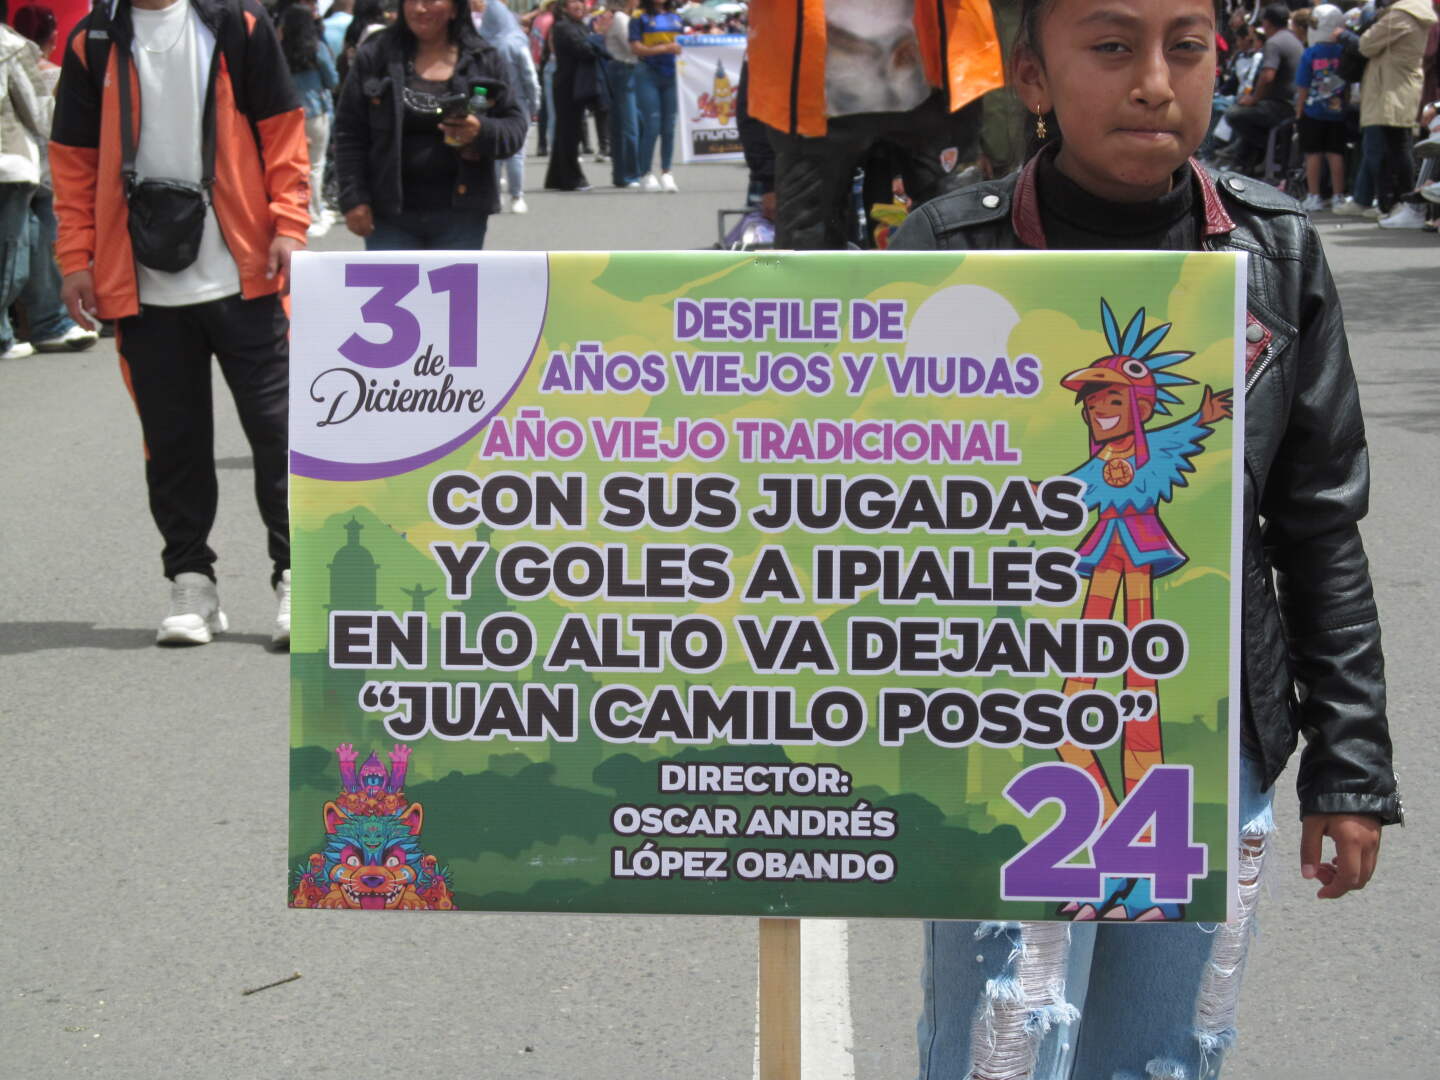 31
de
Diciembre
DESFILE DE
AÑOS VIEJOS Y VIUDAS
AÑO VIEJO TRADICIONAL
CON SUS JUGADAS
Y GOLES A IPIALES
EN LO ALTO VA DEJANDO
“JUAN CAMILO POSSO”
DIRECTOR:
OSCAR ANDRÉS
LÓPEZ OBANDO
24